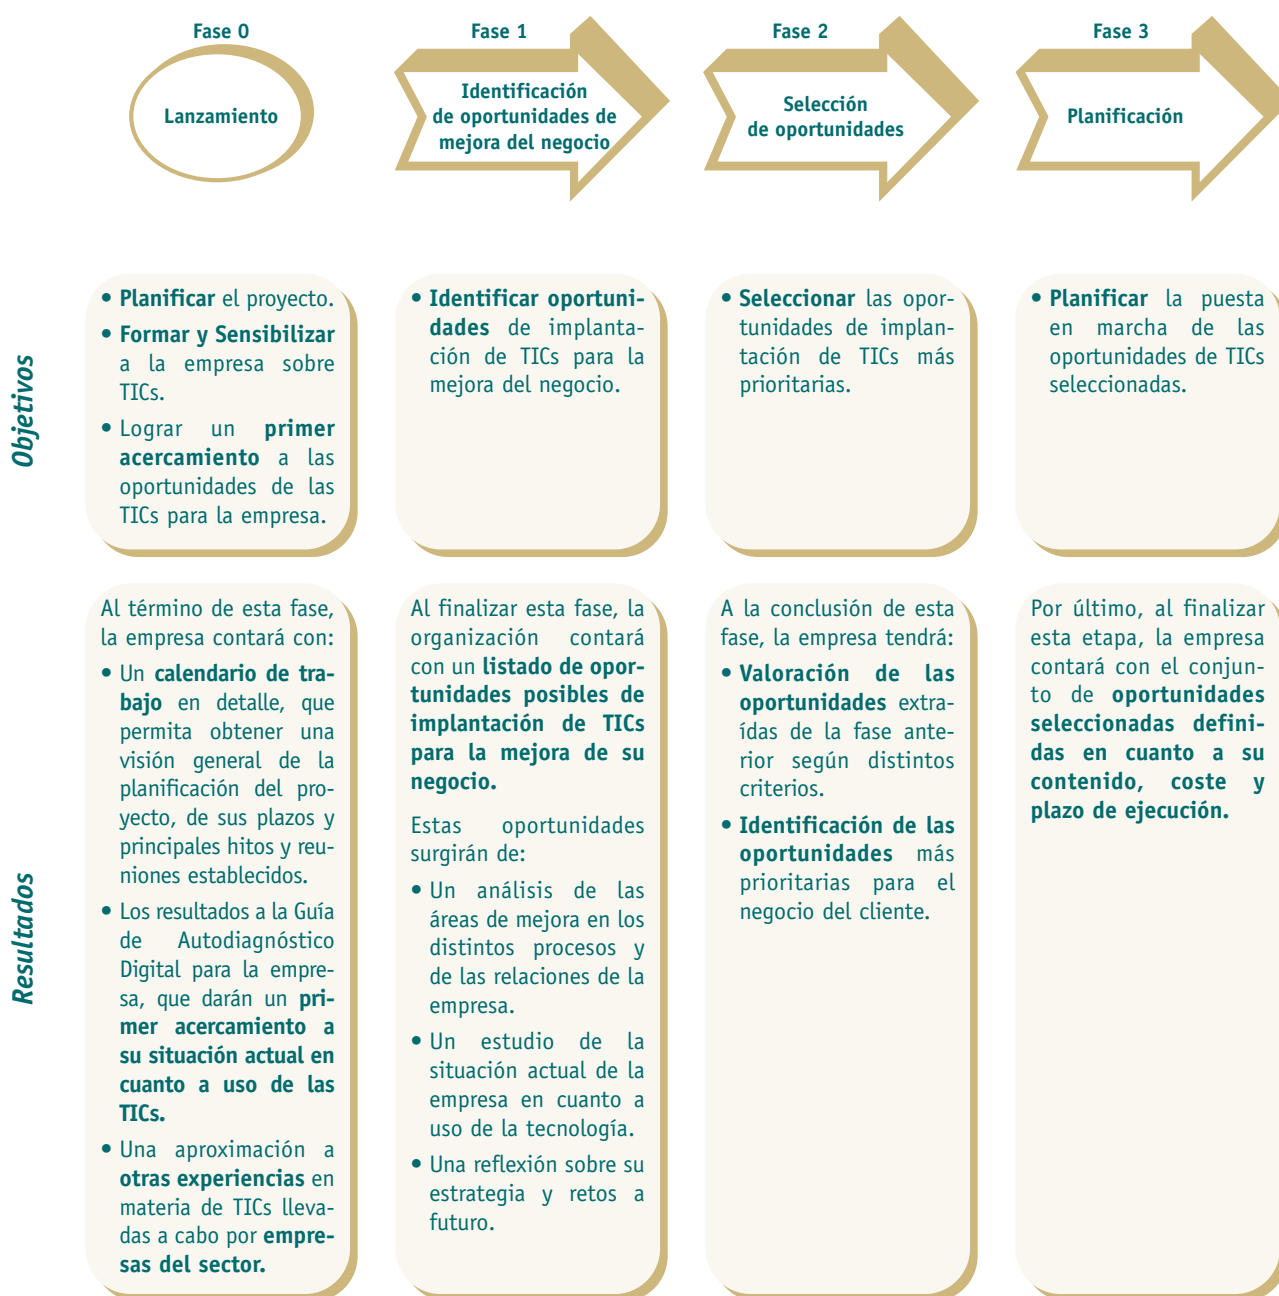 Fase 0
Lanzamiento
Fase 1
Identificación
de oportunidades de
mejora del negocio
Fase 2
Selección
de oportunidades
Fase 3
Planificación
Objetivos
• Planificar el proyecto.
• Formar y Sensibilizar
a la empresa sobre
TICs.
• Lograr un primer
acercamiento a las
oportunidades de las
TICs para la empresa.
• Identificar oportuni-
dades de implanta-
ción de TICs para la
mejora del negocio.
• Seleccionar las opor-
tunidades de implan-
tación de TICs más
prioritarias.
• Planificar la puesta
en marcha de las
oportunidades de TICs
seleccionadas.
Resultados
Al término de esta fase,
la empresa contará con:
• Un calendario de tra-
bajo en detalle, que
permita obtener una
visión general de la
planificación del pro-
yecto, de sus plazos y
principales hitos y reu-
niones establecidos.
• Los resultados a la Guía
de Autodiagnóstico
Digital para la empre-
sa, que darán un pri-
mer acercamiento a
su situación actual en
cuanto a uso de las
TICs.
• Una aproximación a
otras experiencias en
materia de TICs lleva-
das a cabo por empre-
sas del sector.
Al finalizar esta fase, la
organización contará
con un listado de opor-
tunidades posibles de
implantación de TICs
para la mejora de su
negocio.
Estas oportunidades
surgirán de:
• Un análisis de las
áreas de mejora en los
distintos procesos y
de las relaciones de la
empresa.
• Un estudio de la
situación actual de la
empresa en cuanto a
uso de la tecnología.
• Una reflexión sobre su
estrategia y retos a
futuro.
A la conclusión de esta
fase, la empresa tendrá:
• Valoración de las
oportunidades extra-
ídas de la fase ante-
rior según distintos
criterios.
• Identificación de las
oportunidades más
prioritarias para el
negocio del cliente.
Por último, al finalizar
esta etapa, la empresa
contará con el conjun-
to de oportunidades
seleccionadas defini-
das en cuanto a su
contenido, coste y
plazo de ejecución.